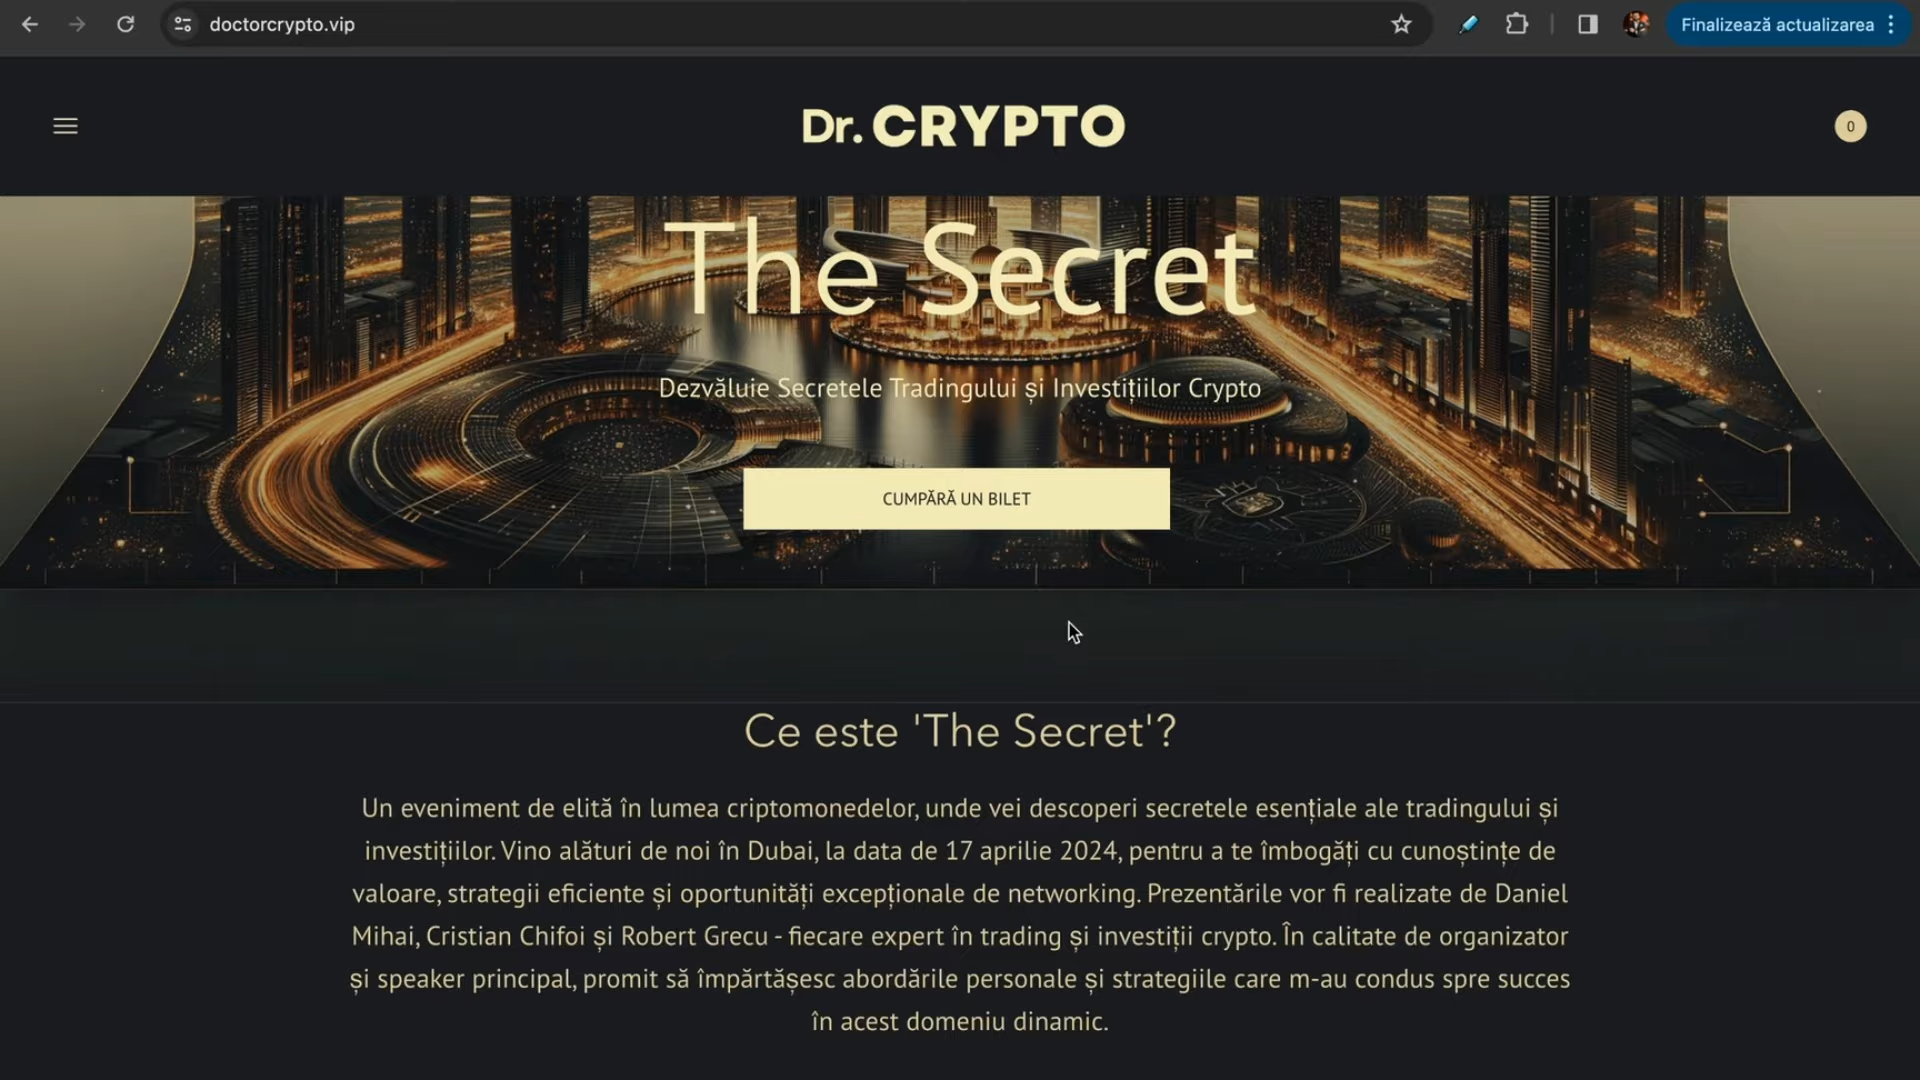 doctorcrypto.vip
Finalizează actualizarea
Dr. CRYPTO
0
The Secret
Dezvăluie Secretele Tradingului și Investițiilor Crypto
CUMPĂRĂ UN BILET
Ce este 'The Secret'?
Un eveniment de elită în lumea criptomonedelor, unde vei descoperi secretele esențiale ale tradingului și
investițiilor. Vino alături de noi în Dubai, la data de 17 aprilie 2024, pentru a te îmbogăți cu cunoștințe de
valoare, strategii eficiente și oportunități excepționale de networking. Prezentările vor fi realizate de Daniel
Mihai, Cristian Chifoi și Robert Grecu - fiecare expert în trading și investiții crypto. În calitate de organizator
și speaker principal, promit să împărtășesc abordările personale și strategiile care m-au condus spre succes
în acest domeniu dinamic.